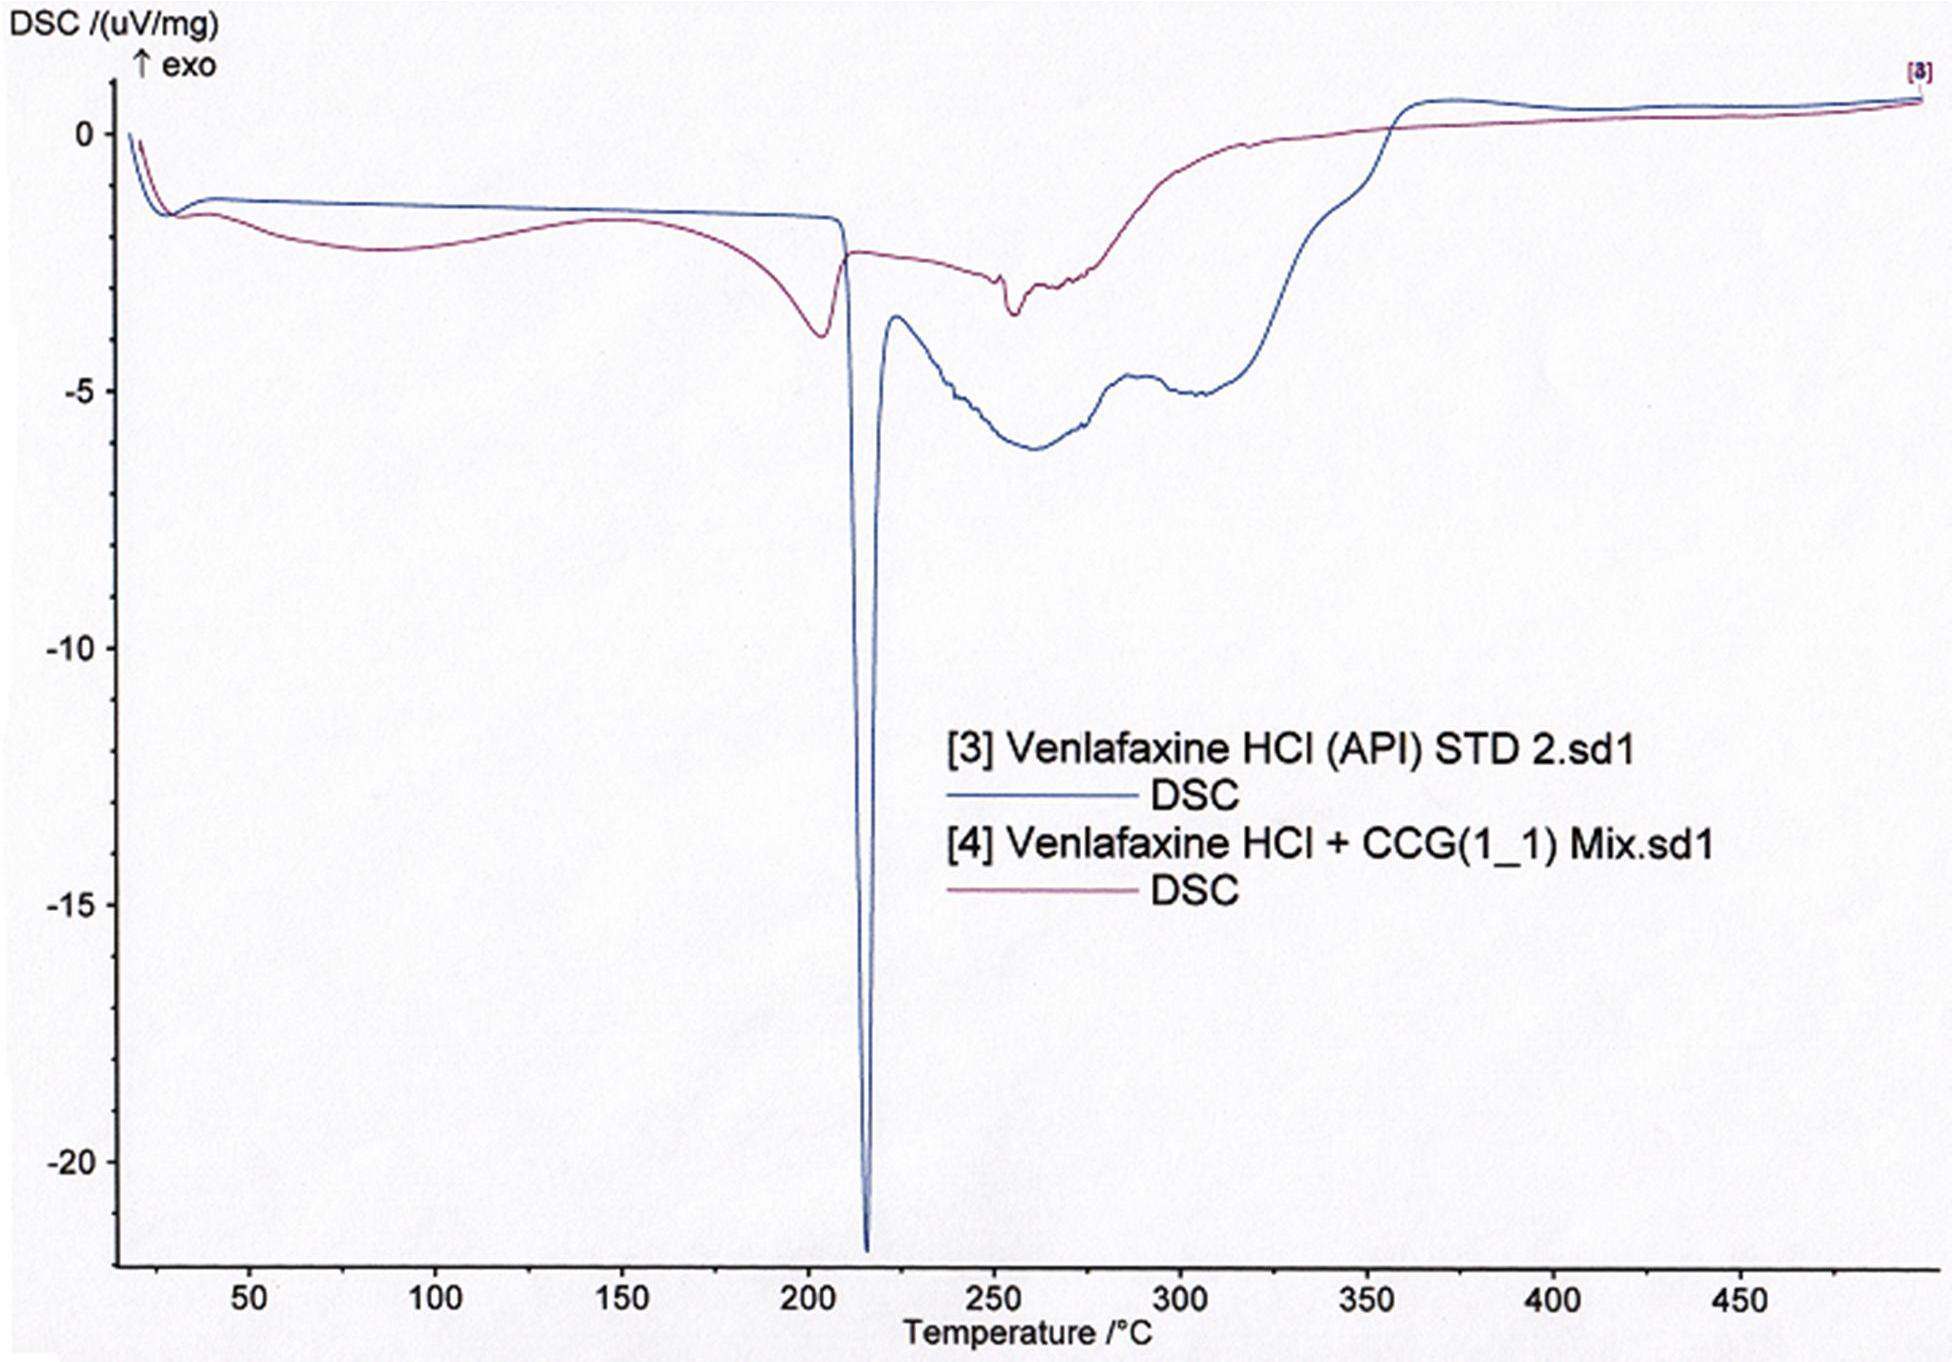 DSC /(uV/mg)
↑ exo
[3]
0
-5
-10
-15
-20
[3] Venlafaxine HCl (API) STD 2.sd1
DSC
[4] Venlafaxine HCl + CCG(1_1) Mix.sd1
DSC
50 100 150 200 250 300 350 400 450
Temperature /°C